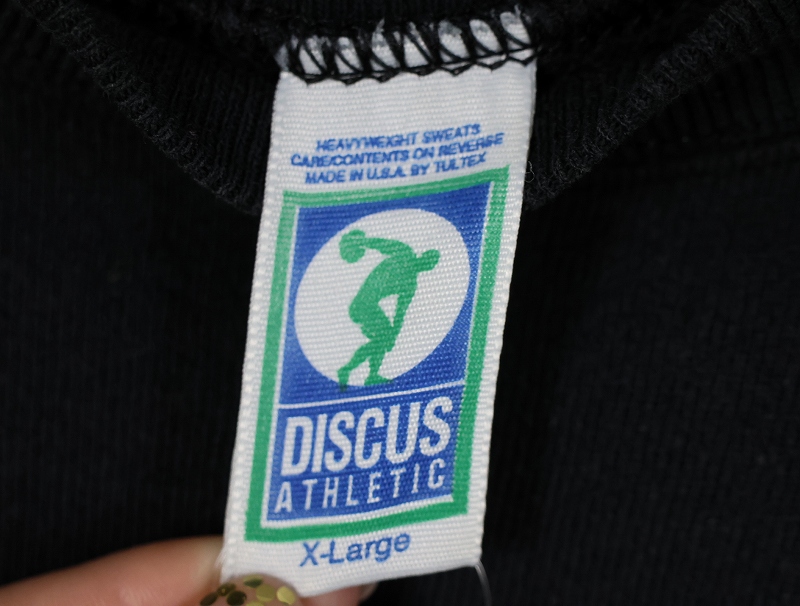 HEAVYWEIGHT SWEATS
CARE/CONTENTS ON REVERSE
MADE IN U.S.A. BY TULTEX
DISCUS
ATHLETIC
X-Large